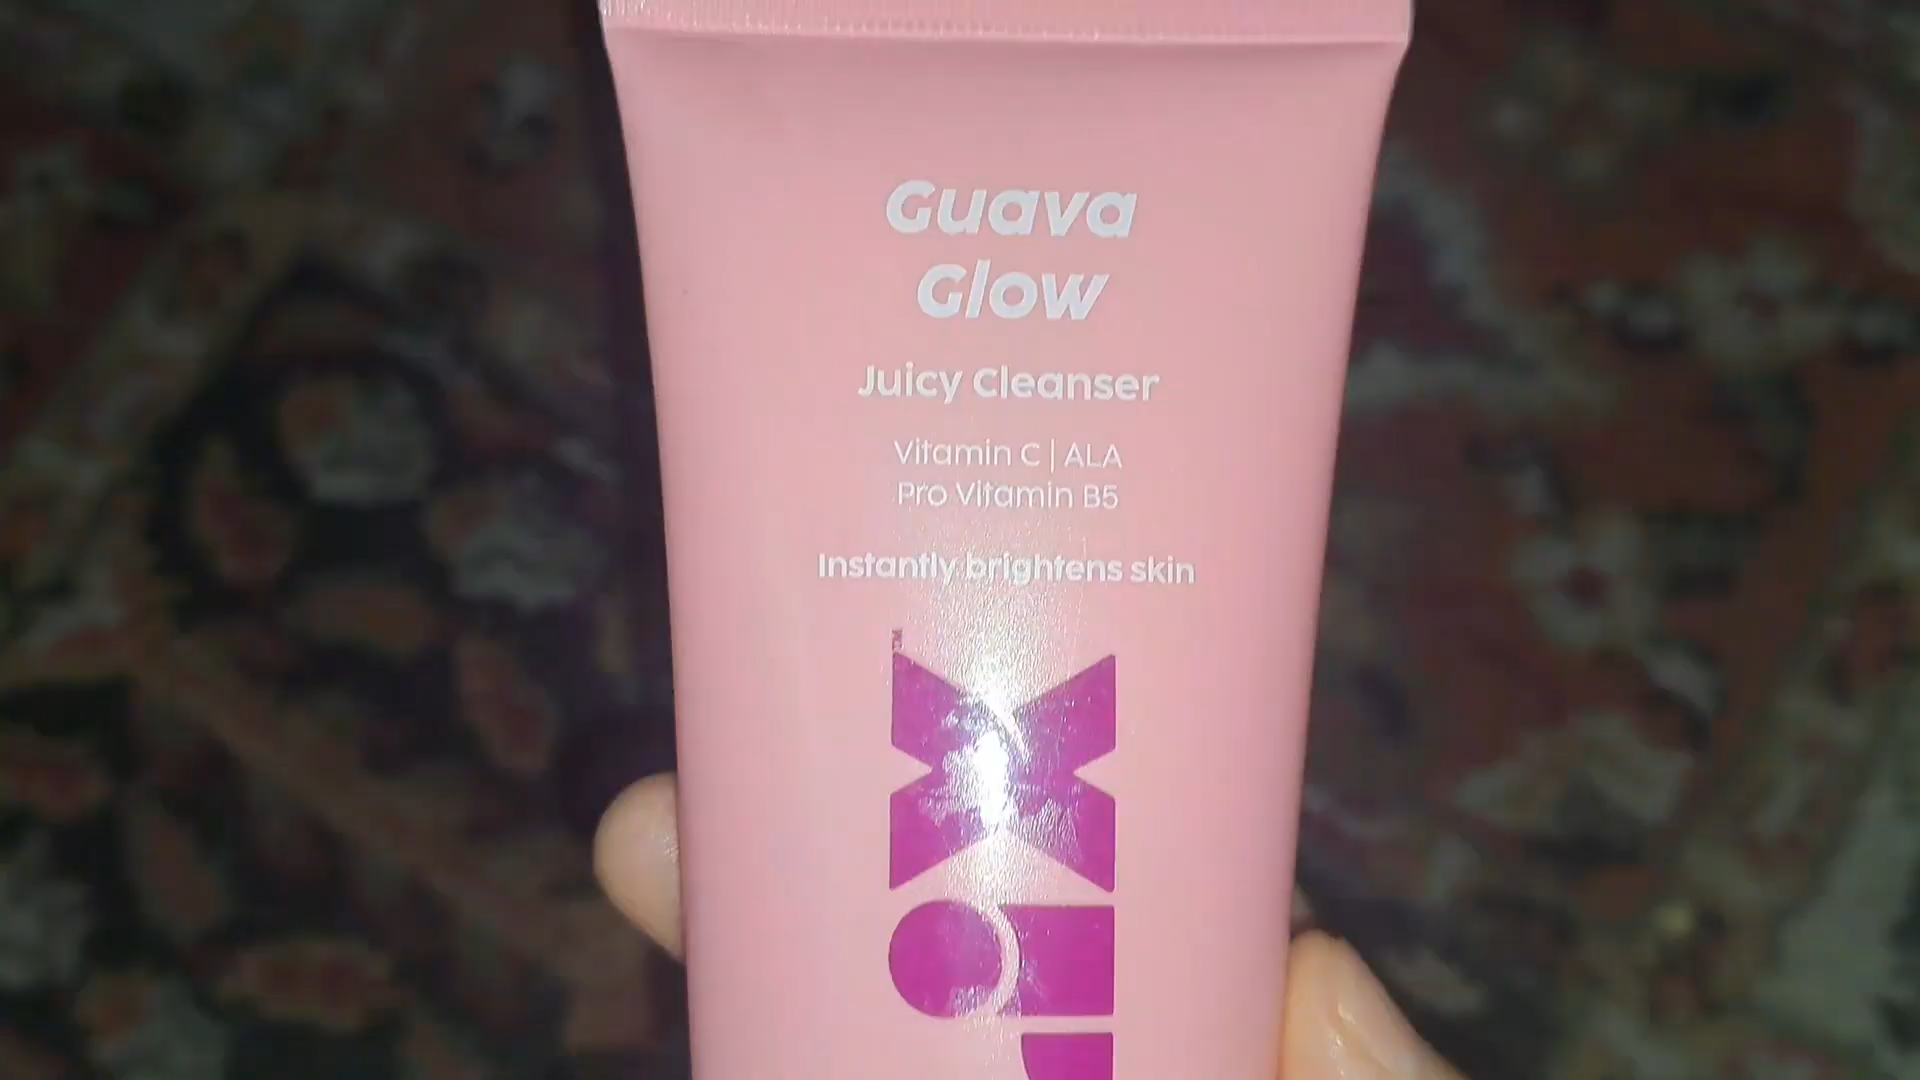 Guava
Glow
Juicy Cleanser
Vitamin C | ALA
Pro Vitamin B5
Instantly brightens skin